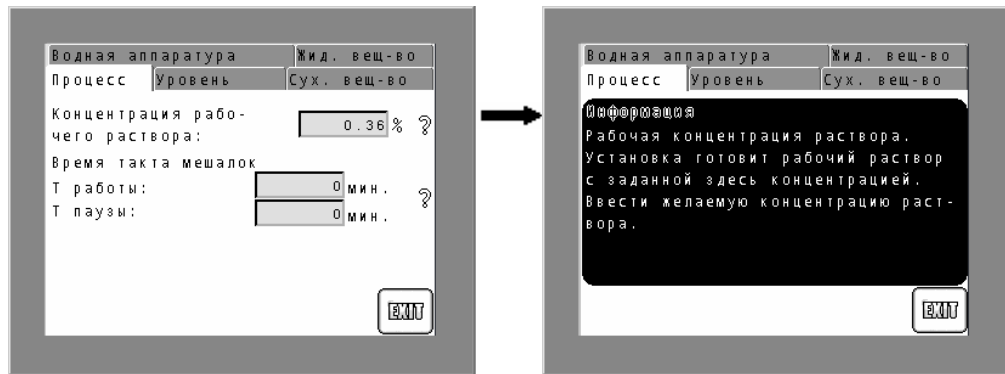 Водная аппаратура Жид. вещ-во
Процесс Уровень Сух. вещ-во
Концентрация рабо-
чего раствора: 0.36 % ?
Время такта мешалок
Т работы: 0 мин. ?
Т паузы: 0 мин.
EXIT
Водная аппаратура Жид. вещ-во
Процесс Уровень Сух. вещ-во
Информация
Рабочая концентрация раствора.
Установка готовит рабочий раствор
с заданной здесь концентрацией.
Ввести желаемую концентрацию раст-
вора.
EXIT